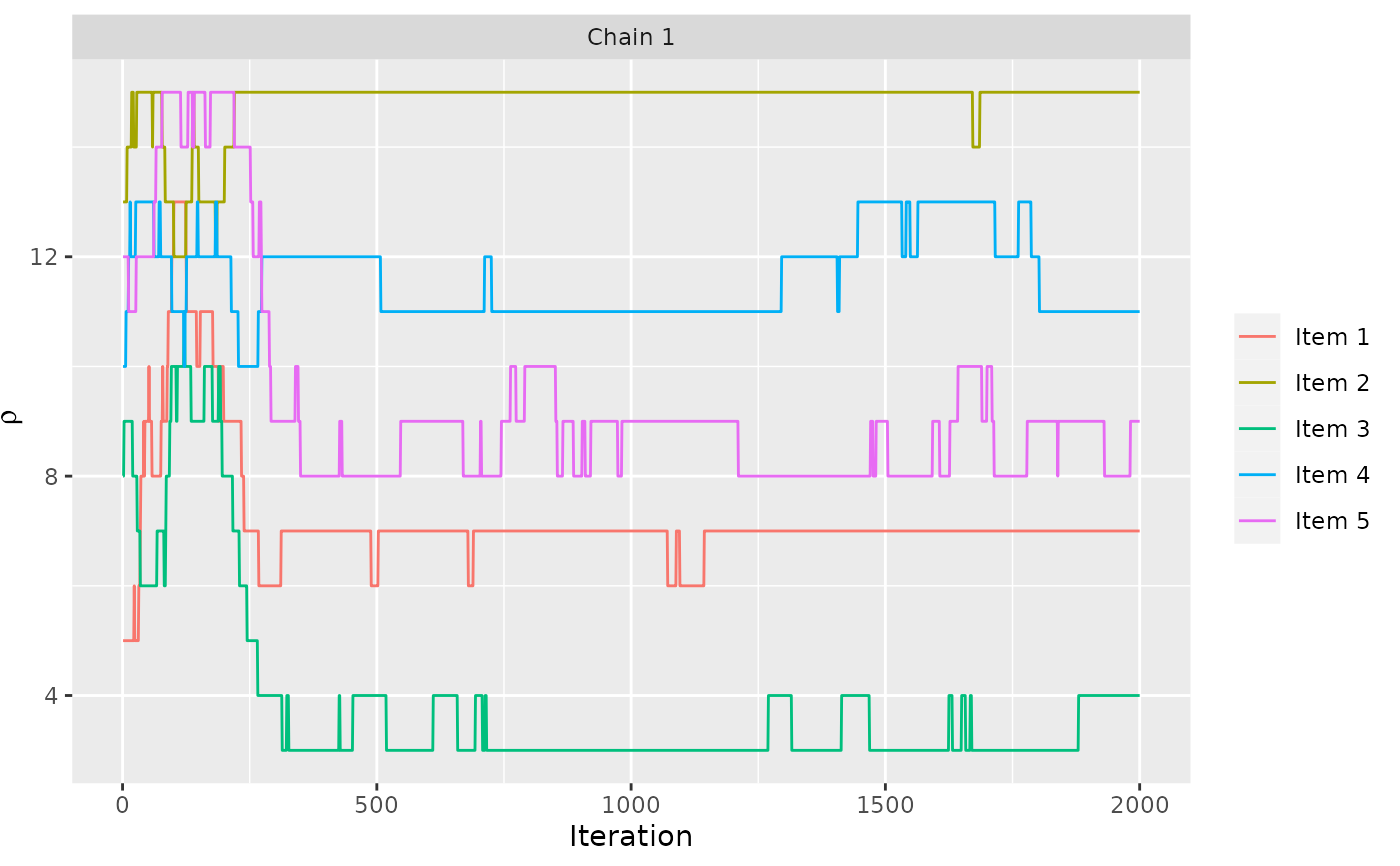 Chain 1
12
8
4
ρ
0 500 1000 1500 2000
Iteration
Item 1
Item 2
Item 3
Item 4
Item 5